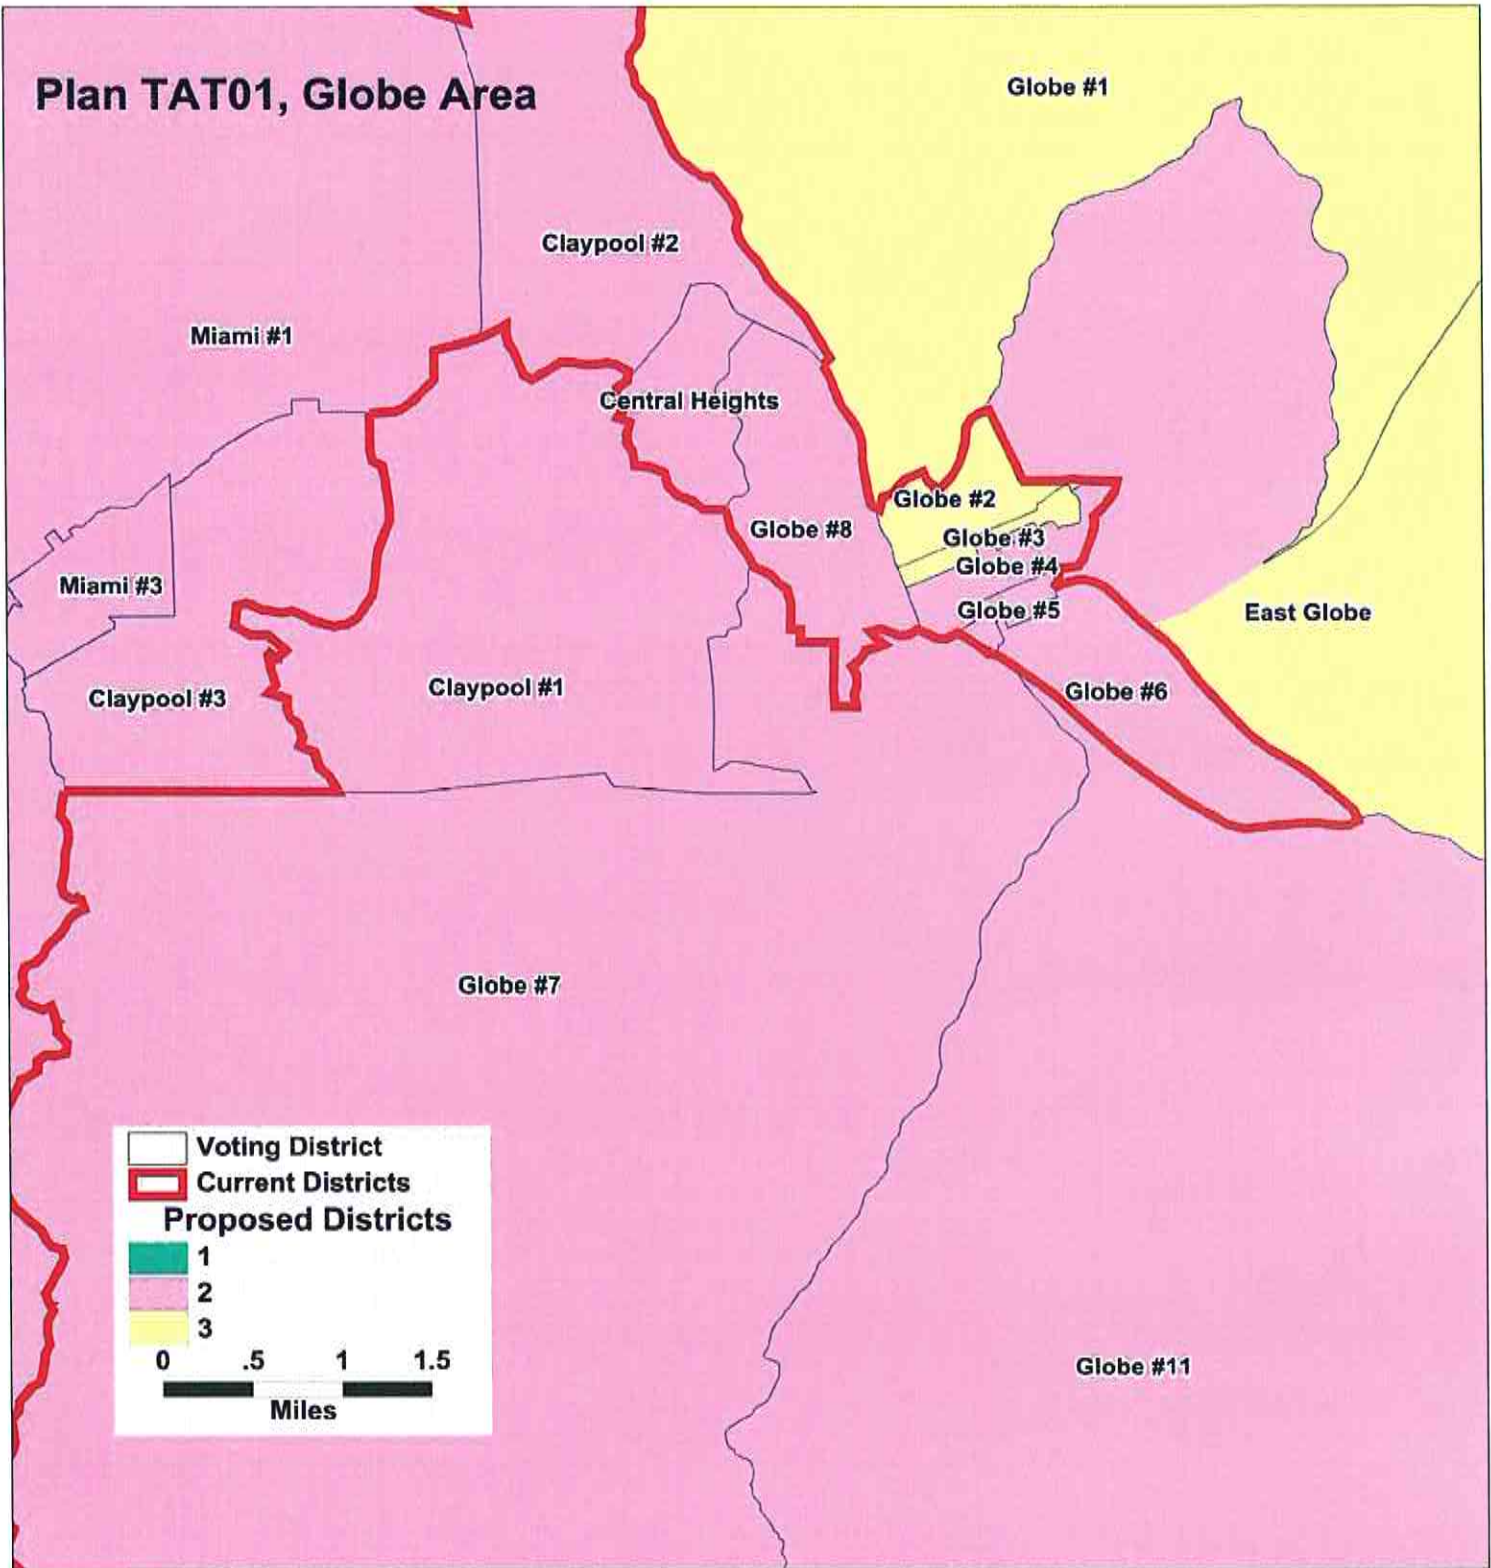 Plan TAT01, Globe Area
Globe #1
Claypool #2
Miami #1
Central Heights
Globe #2
Globe #8
Globe #3
Globe #4
Miami #3
Globe #5
East Globe
Claypool #3
Claypool #1
Globe #6
Globe #7
Voting District
Current Districts
Proposed Districts
1
2
3
0 .5 1 1.5
Miles
Globe #11